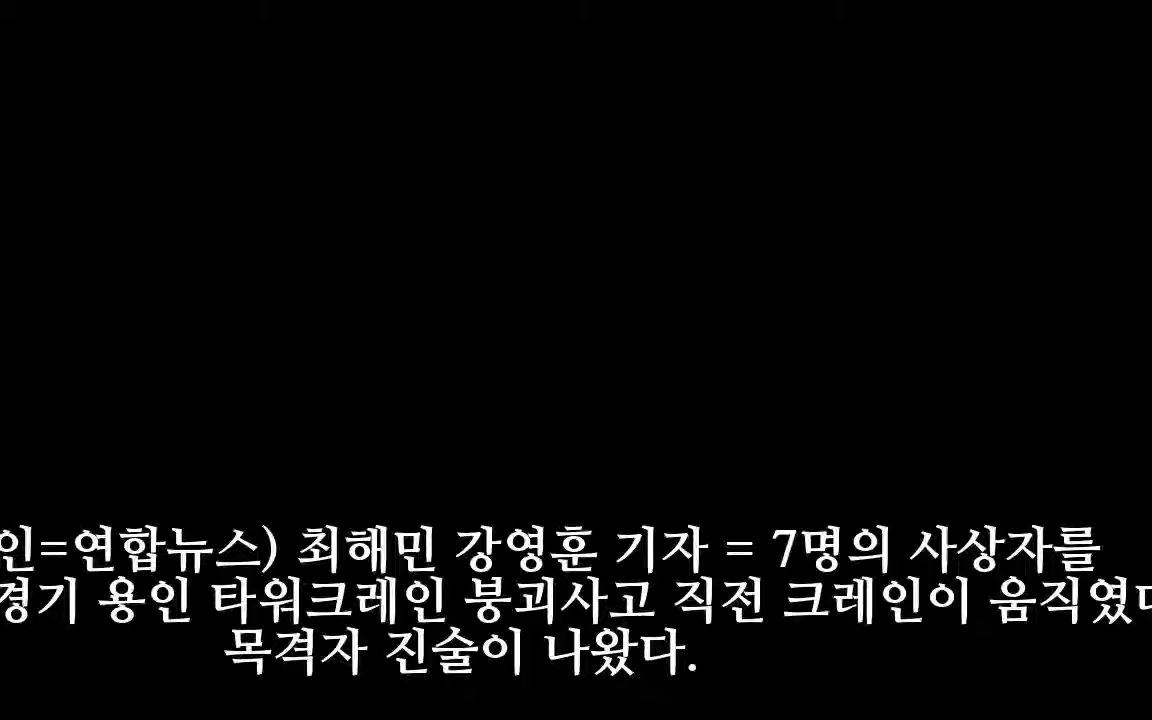 인=연합뉴스) 최해민 강영훈 기자 = 7명의 사상자를
경기 용인 타워크레인 붕괴사고 직전 크레인이 움직였
목격자 진술이 나왔다.